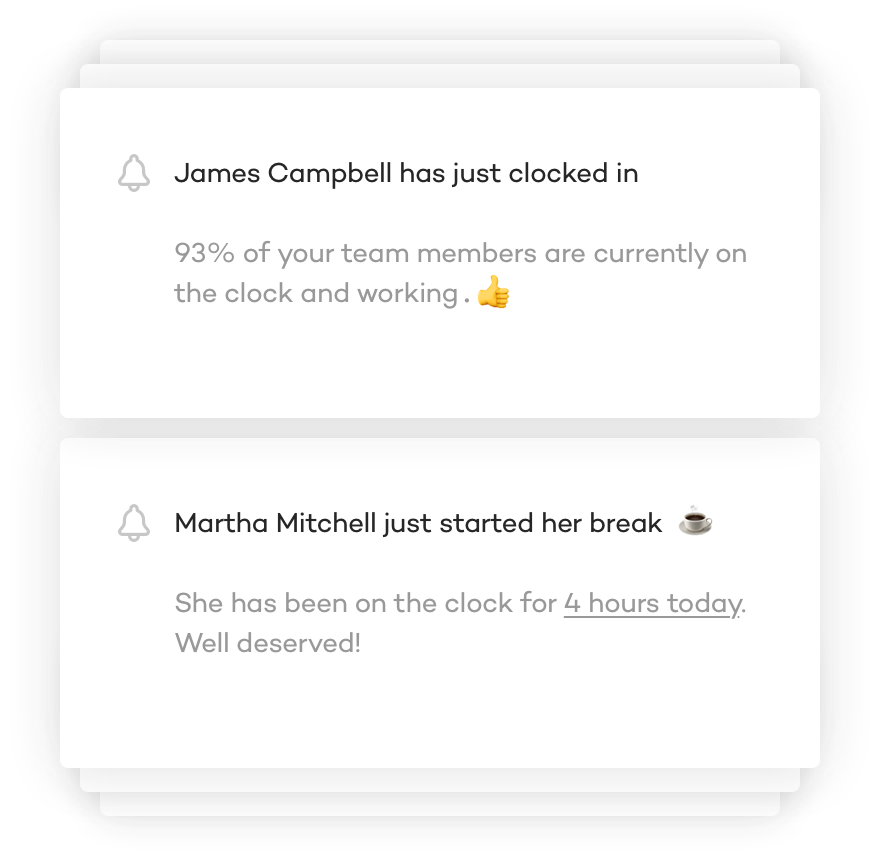 James Campbell has just clocked in
93% of your team members are currently on
the clock and working . 👍
Martha Mitchell just started her break ☕
She has been on the clock for 4 hours today.
Well deserved!